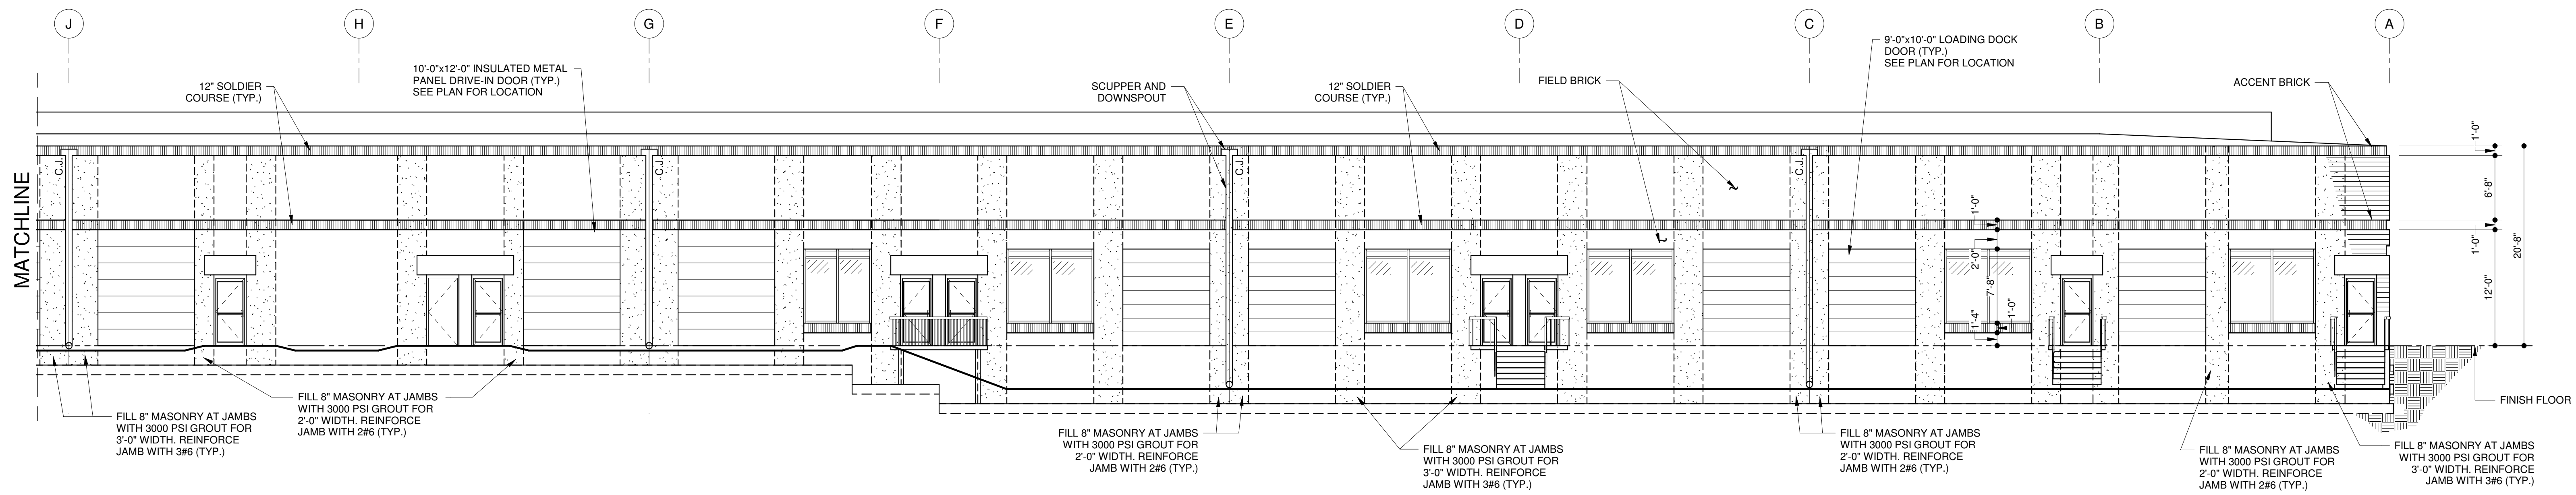 J
H
G
F
E
D
C
B
A
12" SOLDIER
COURSE (TYP.)
10'-0"x12'-0" INSULATED METAL
PANEL DRIVE-IN DOOR (TYP.)
SEE PLAN FOR LOCATION
SCUPPER AND
DOWNSPOUT
12" SOLDIER
COURSE (TYP.)
FIELD BRICK
9'-0"x10'-0" LOADING DOCK
DOOR (TYP.)
SEE PLAN FOR LOCATION
ACCENT BRICK
MATCHLINE
C.J.
C.J.
C.J.
C.J.
1'-0"
2'-0"
7'-8"
1'-0"
1'-4"
1'-0"
6'-8"
1'-0"
12'-0"
20'-8"
FINISH FLOOR
FILL 8" MASONRY AT JAMBS
WITH 3000 PSI GROUT FOR
3'-0" WIDTH. REINFORCE
JAMB WITH 3#6 (TYP.)
FILL 8" MASONRY AT JAMBS
WITH 3000 PSI GROUT FOR
2'-0" WIDTH. REINFORCE
JAMB WITH 2#6 (TYP.)
FILL 8" MASONRY AT JAMBS
WITH 3000 PSI GROUT FOR
2'-0" WIDTH. REINFORCE
JAMB WITH 2#6 (TYP.)
FILL 8" MASONRY AT JAMBS
WITH 3000 PSI GROUT FOR
3'-0" WIDTH. REINFORCE
JAMB WITH 3#6 (TYP.)
FILL 8" MASONRY AT JAMBS
WITH 3000 PSI GROUT FOR
2'-0" WIDTH. REINFORCE
JAMB WITH 2#6 (TYP.)
FILL 8" MASONRY AT JAMBS
WITH 3000 PSI GROUT FOR
2'-0" WIDTH. REINFORCE
JAMB WITH 2#6 (TYP.)
FILL 8" MASONRY AT JAMBS
WITH 3000 PSI GROUT FOR
3'-0" WIDTH. REINFORCE
JAMB WITH 3#6 (TYP.)